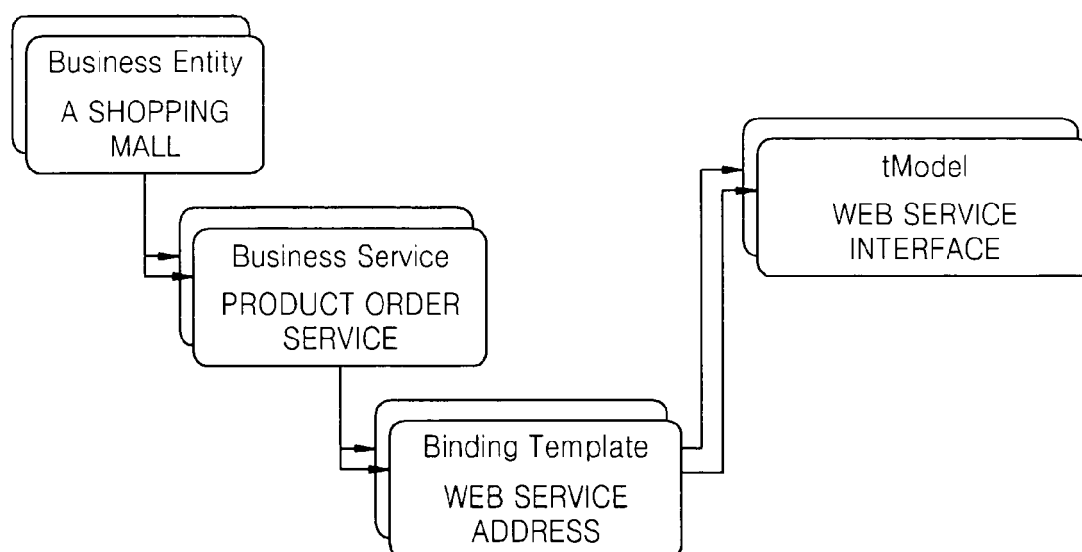 Business Entity
A SHOPPING
MALL
Business Service
PRODUCT ORDER
SERVICE
Binding Template
WEB SERVICE
ADDRESS
tModel
WEB SERVICE
INTERFACE